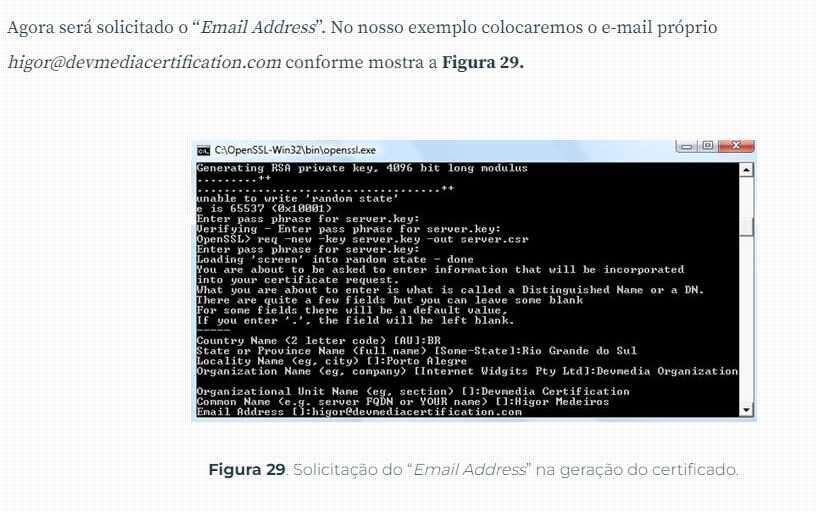 Agora será solicitado o “Email Address”. No nosso exemplo colocaremos o e-mail próprio
higor@devmediacertification.com conforme mostra a Figura 29.
C:\OpenSSL-Win32\bin\openssl.exe
Generating RSA private key, 4096 bit long modulus
.........++
................................++
unable to write 'random state'
e is 65537 (0x10001)
Enter pass phrase for server.key:
Verifying - Enter pass phrase for server.key:
OpenSSL> req -new -key server.key -out server.csr
Enter pass phrase for server.key:
Loading 'screen' into random state - done
You are about to be asked to enter information that will be incorporated
into your certificate request.
What you are about to enter is what is called a Distinguished Name or a DN.
There are quite a few fields but you can leave some blank
For some fields there will be a default value,
If you enter '.', the field will be left blank.
-----
Country Name (2 letter code) [AU]:BR
State or Province Name (full name) [Some-State]:Rio Grande do Sul
Locality Name (eg, city) []:Porto Alegre
Organization Name (eg, company) [Internet Widgits Pty Ltd]:Devmedia Organization
Organizational Unit Name (eg, section) []:Devmedia Certification
Common Name (e.g. server FQDN or YOUR name) []:Higor Medeiros
Email Address []:higor@devmediacertification.com
Figura 29. Solicitação do “Email Address” na geração do certificado.